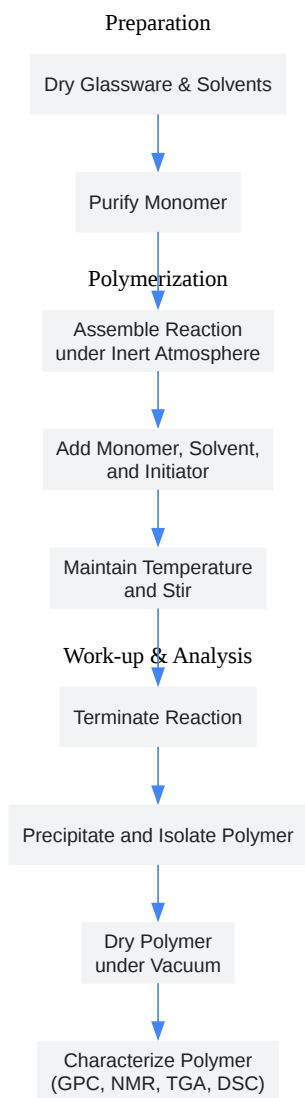 Preparation
Dry Glassware & Solvents
Purify Monomer
Polymerization
Assemble Reaction
under Inert Atmosphere
Add Monomer, Solvent,
and Initiator
Maintain Temperature
and Stir
Work-up & Analysis
Terminate Reaction
Precipitate and Isolate Polymer
Dry Polymer
under Vacuum
Characterize Polymer
(GPC, NMR, TGA, DSC)